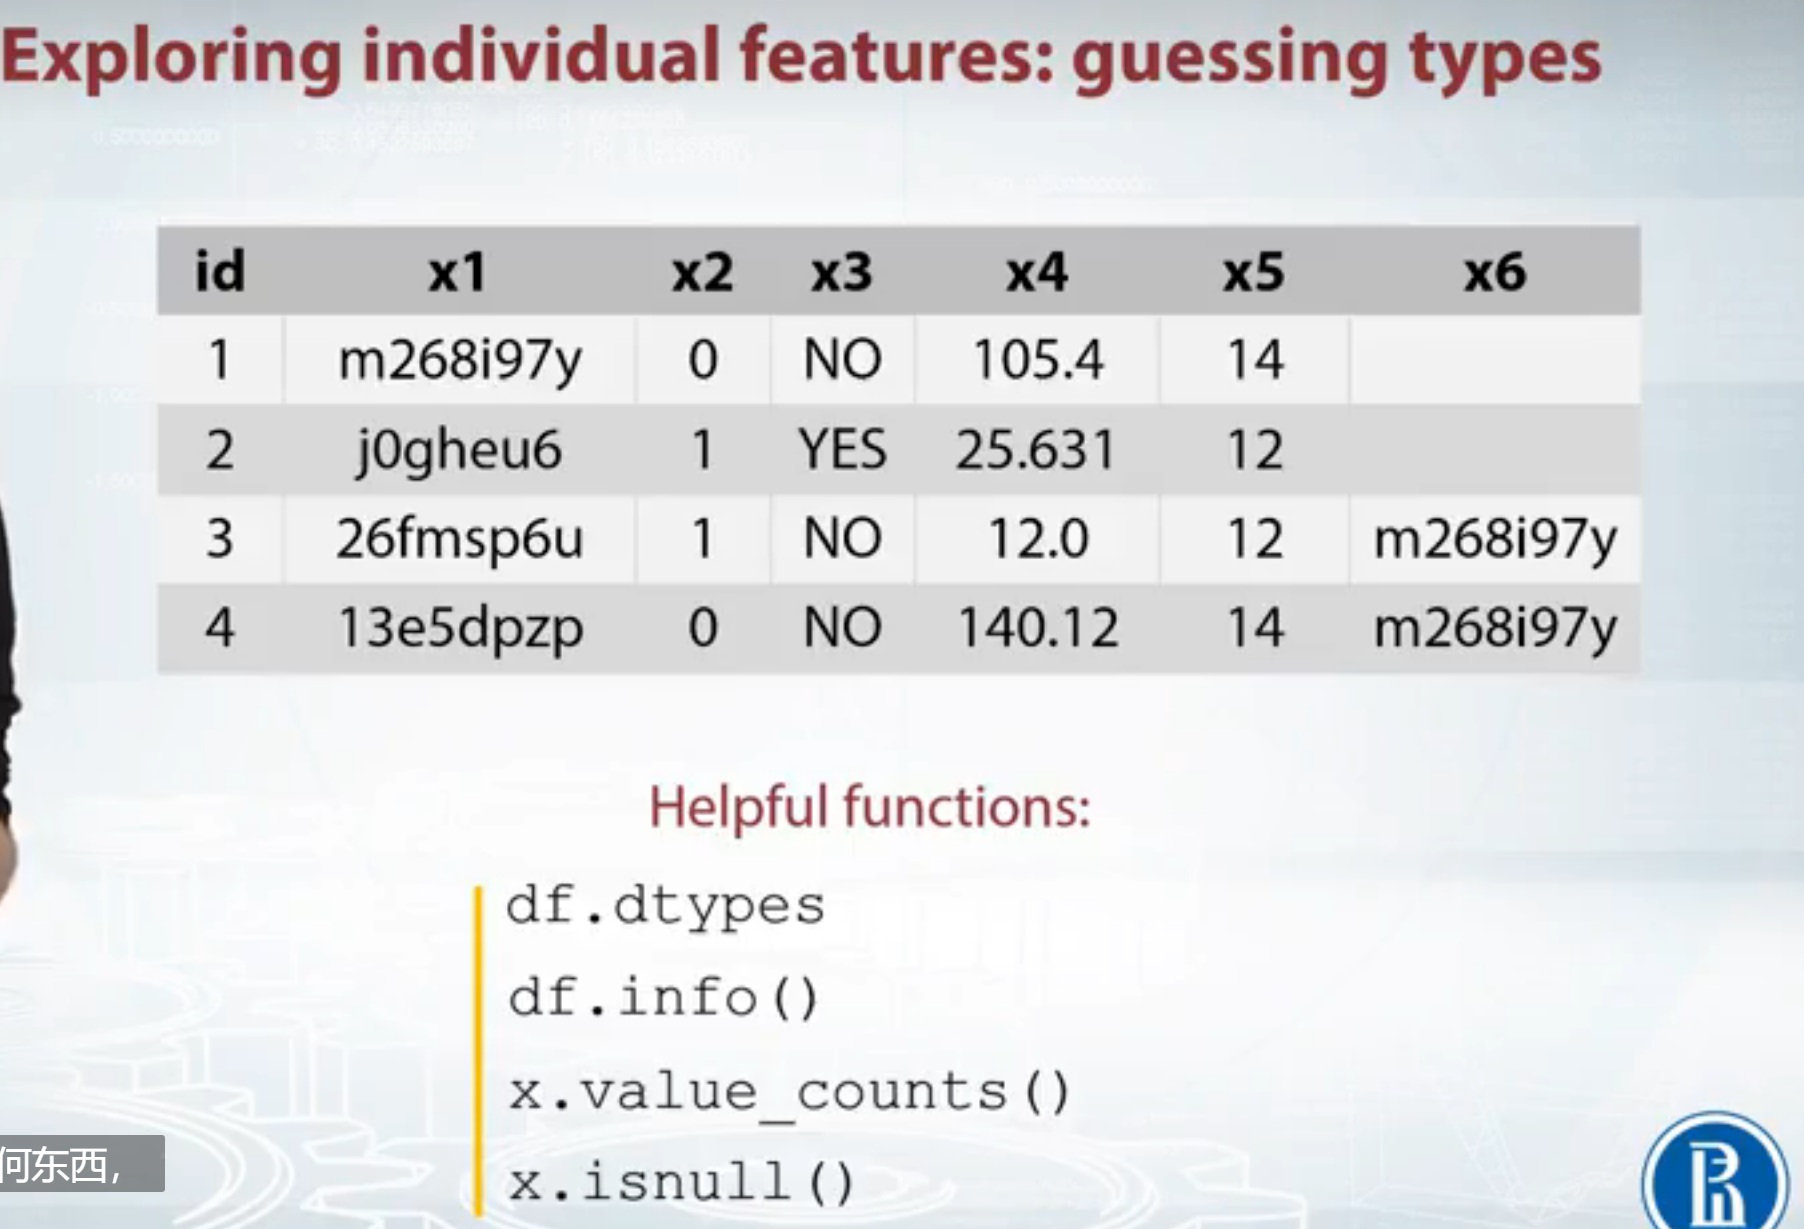 Exploring individual features: guessing types
id x1 x2 x3 x4 x5 x6
1 m268i97y 0 NO 105.4 14
2 j0gheu6 1 YES 25.631 12
3 26fmsp6u 1 NO 12.0 12 m268i97y
4 13e5dpzp 0 NO 140.12 14 m268i97y
Helpful functions:
df.dtypes
df.info()
x.value_counts()
x.isnull()
何东西，